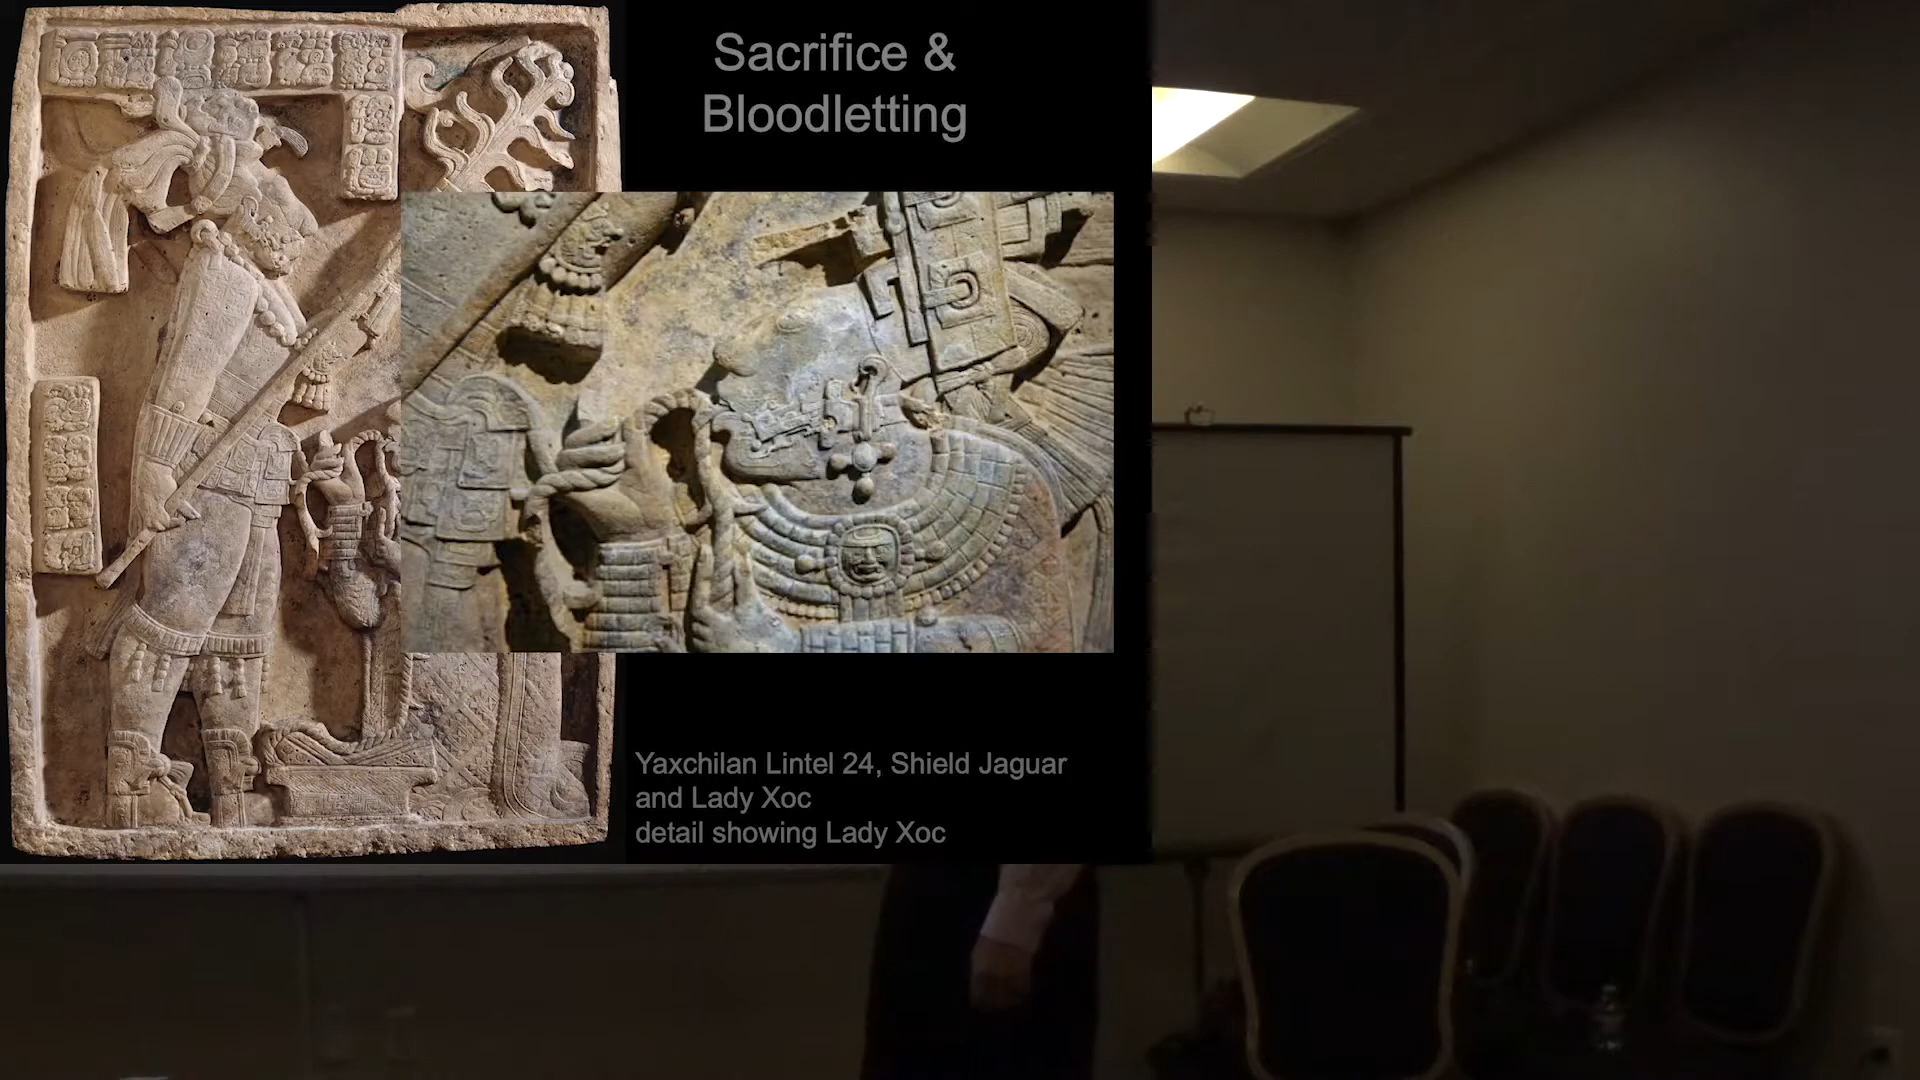 Sacrifice &
Bloodletting
Yaxchilan Lintel 24, Shield Jaguar
and Lady Xoc
detail showing Lady Xoc